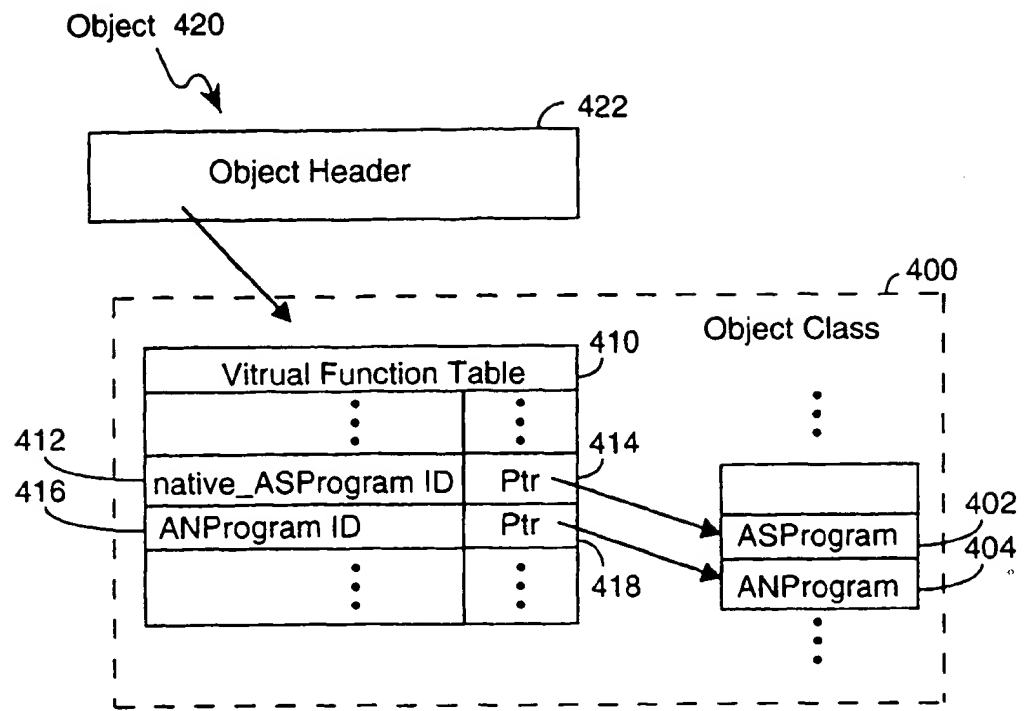 Object 420
422
Object Header
400
Object Class
410
Vitrual Function Table
412
414
native_ASProgram ID Ptr
416
ANProgram ID Ptr
418
402
ASProgram
404
ANProgram